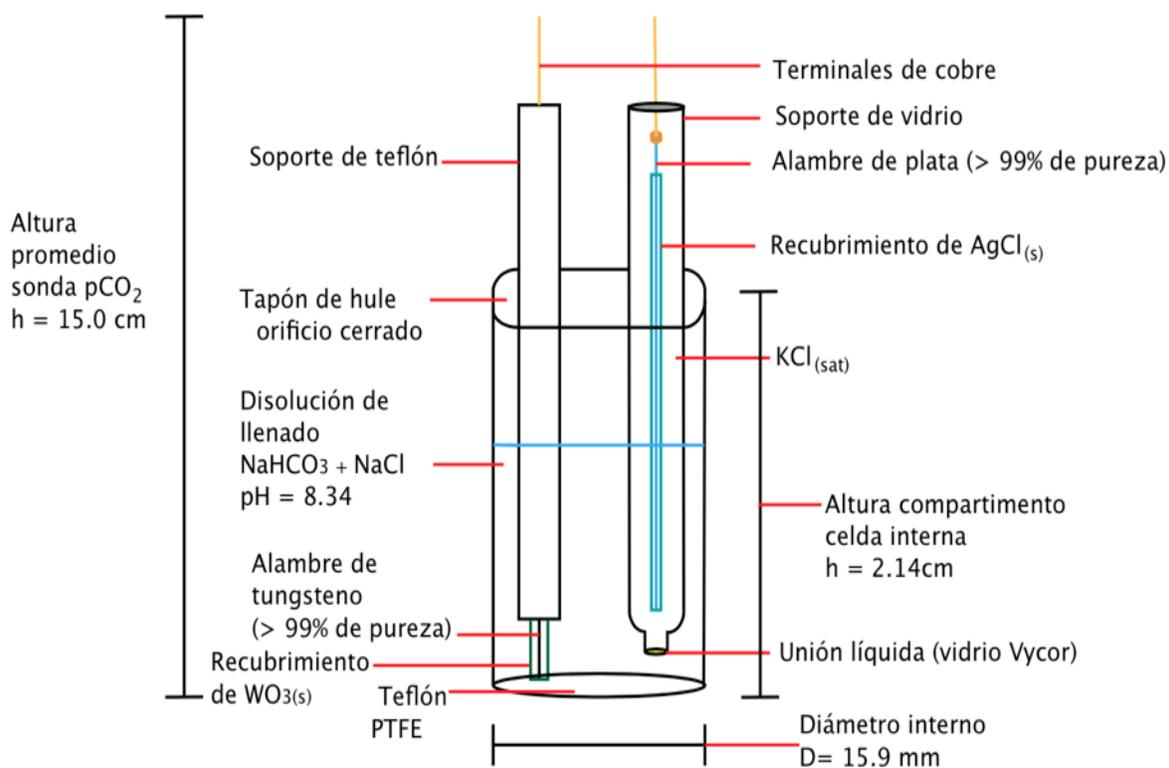 Terminales de cobre
Soporte de vidrio
Soporte de teflón
Alambre de plata (> 99% de pureza)
Altura
promedio
sonda pCO₂
h = 15.0 cm
Recubrimiento de AgCl(s)
Tapón de hule
orificio cerrado
KCl(sat)
Disolución de
llenado
NaHCO3 + NaCl
pH = 8.34
Altura compartimento
celda interna
h = 2.14cm
Alambre de
tungsteno
(> 99% de pureza)
Unión líquida (vidrio Vycor)
Recubrimiento
de WO3(s)
Teflón
PTFE
Diámetro interno
D= 15.9 mm